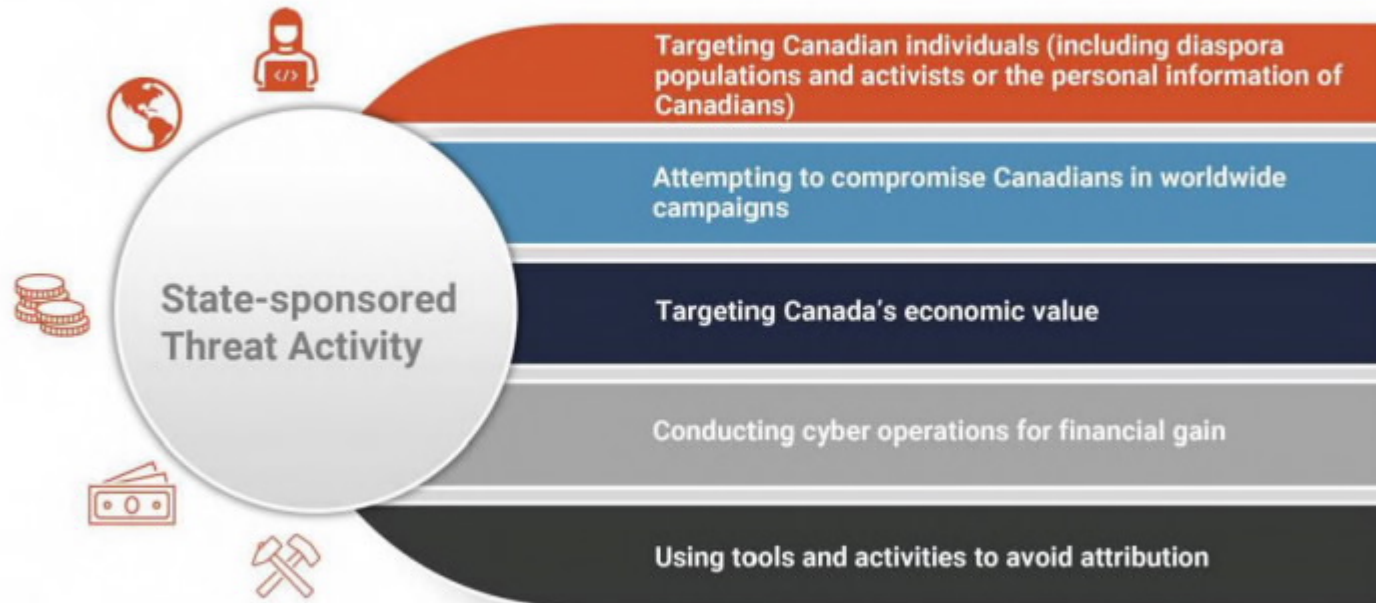 Targeting Canadian individuals (including diaspora
populations and activists or the personal information of
Canadians)
Attempting to compromise Canadians in worldwide
campaigns
State-sponsored
Threat Activity
Targeting Canada's economic value
Conducting cyber operations for financial gain
Using tools and activities to avoid attribution